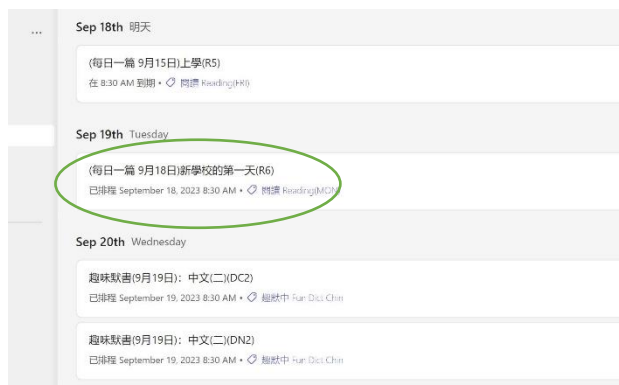 ...
Sep 18th 明天
(每日一篇 9月15日)上學(R5)
在 8:30 AM 到期 • 閱讀 Reading(FRI)
Sep 19th Tuesday
(每日一篇 9月18日)新學校的第一天(R6)
已排程 September 18, 2023 8:30 AM • 閱讀 Reading(MON)
Sep 20th Wednesday
趣味默書(9月19日)：中文(二)(DC2)
已排程 September 19, 2023 8:30 AM • 趣默中 Fun Dict Chin
趣味默書(9月19日)：中文(二)(DN2)
已排程 September 19, 2023 8:30 AM • 趣默中 Fun Dict Chin